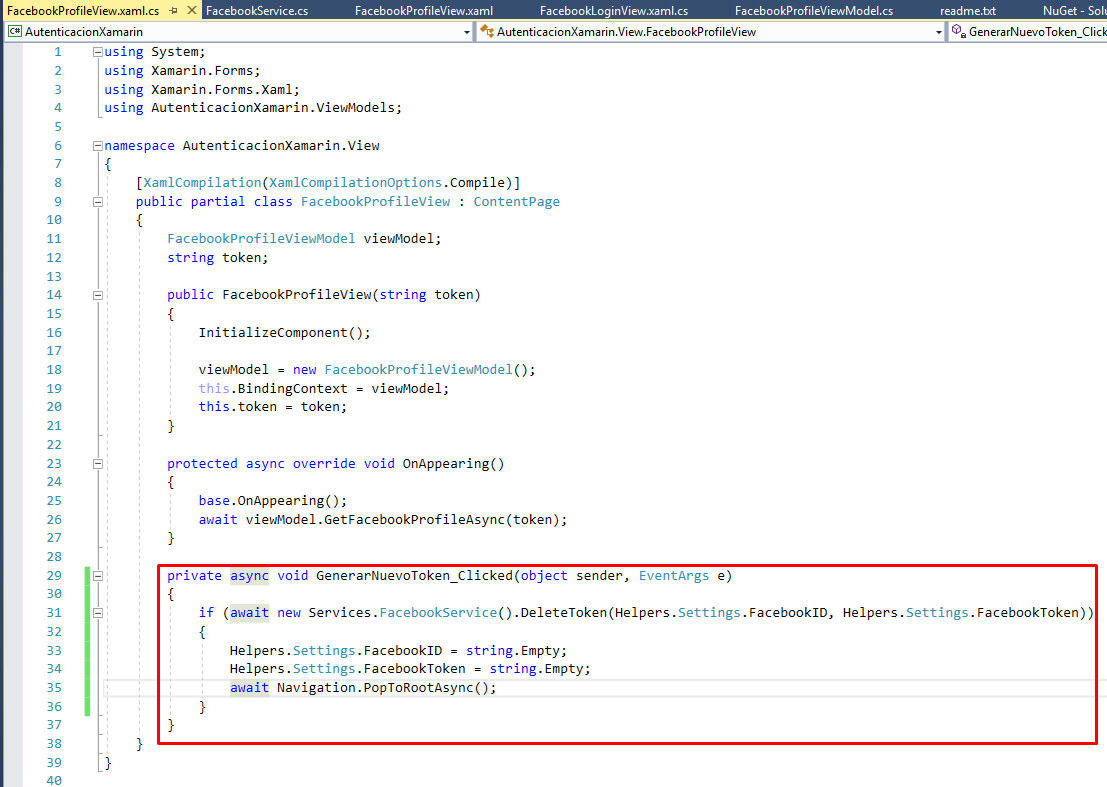 FacebookProfileView.xaml.cs FacebookService.cs FacebookProfileView.xaml FacebookLoginView.xaml.cs FacebookProfileViewModel.cs readme.txt NuGet - Solu
C# AutenticacionXamarin AutenticacionXamarin.View.FacebookProfileView GenerarNuevoToken_Click
1 using System;
2 using Xamarin.Forms;
3 using Xamarin.Forms.Xaml;
4 using AutenticacionXamarin.ViewModels;
5
6 namespace AutenticacionXamarin.View
7 {
8 [XamlCompilation(XamlCompilationOptions.Compile)]
9 public partial class FacebookProfileView : ContentPage
10 {
11 FacebookProfileViewModel viewModel;
12 string token;
13
14 public FacebookProfileView(string token)
15 {
16 InitializeComponent();
17
18 viewModel = new FacebookProfileViewModel();
19 this.BindingContext = viewModel;
20 this.token = token;
21 }
22
23 protected async override void OnAppearing()
24 {
25 base.OnAppearing();
26 await viewModel.GetFacebookProfileAsync(token);
27 }
28
29 private async void GenerarNuevoToken_Clicked(object sender, EventArgs e)
30 {
31 if (await new Services.FacebookService().DeleteToken(Helpers.Settings.FacebookID, Helpers.Settings.FacebookToken))
32 {
33 Helpers.Settings.FacebookID = string.Empty;
34 Helpers.Settings.FacebookToken = string.Empty;
35 await Navigation.PopToRootAsync();
36 }
37 }
38 }
39 }
40